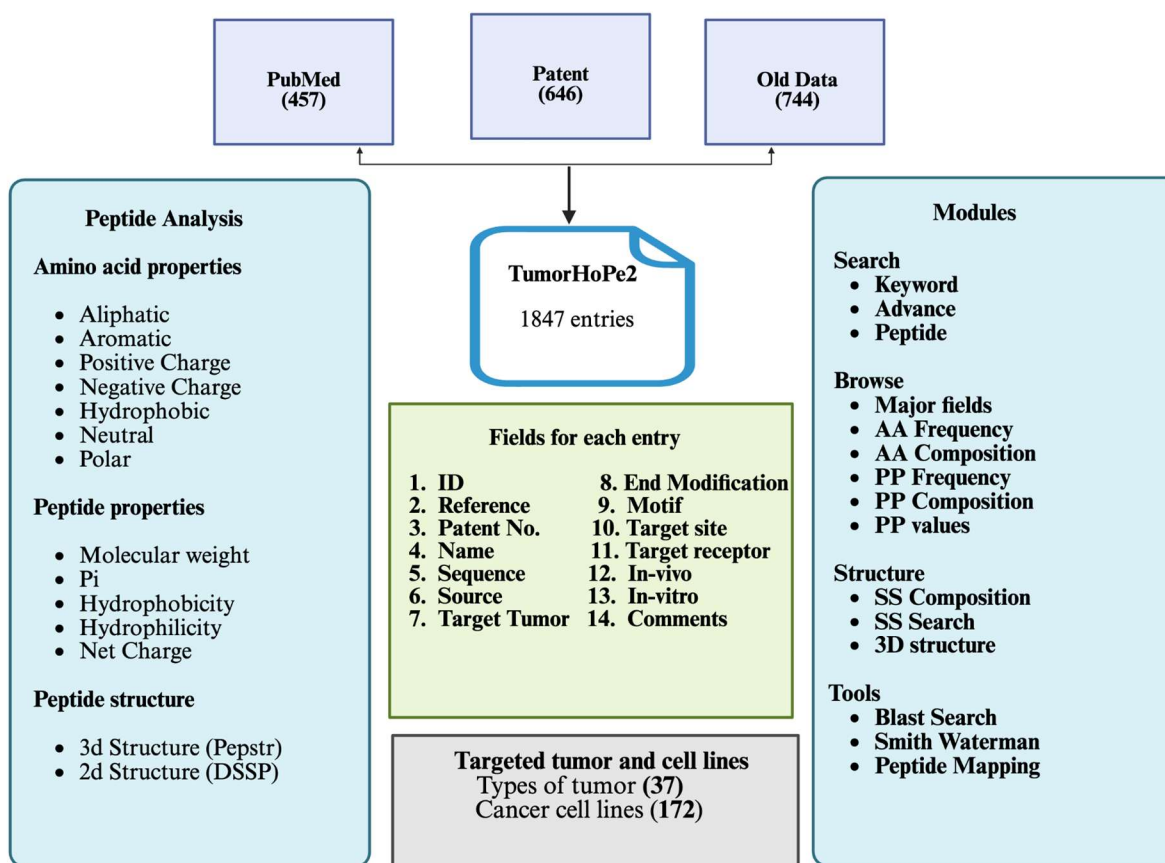 PubMed
(457)
Patent
(646)
Old Data
(744)
TumorHoPe2
1847 entries
Peptide Analysis
Amino acid properties
• Aliphatic
• Aromatic
• Positive Charge
• Negative Charge
• Hydrophobic
• Neutral
• Polar
Peptide properties
• Molecular weight
• Pi
• Hydrophobicity
• Hydrophilicity
• Net Charge
Peptide structure
• 3d Structure (Pepstr)
• 2d Structure (DSSP)
Fields for each entry
1. ID
2. Reference
3. Patent No.
4. Name
5. Sequence
6. Source
7. Target Tumor
8. End Modification
9. Motif
10. Target site
11. Target receptor
12. In-vivo
13. In-vitro
14. Comments
Targeted tumor and cell lines
Types of tumor (37)
Cancer cell lines (172)
Modules
Search
• Keyword
• Advance
• Peptide
Browse
• Major fields
• AA Frequency
• AA Composition
• PP Frequency
• PP Composition
• PP values
Structure
• SS Composition
• SS Search
• 3D structure
Tools
• Blast Search
• Smith Waterman
• Peptide Mapping